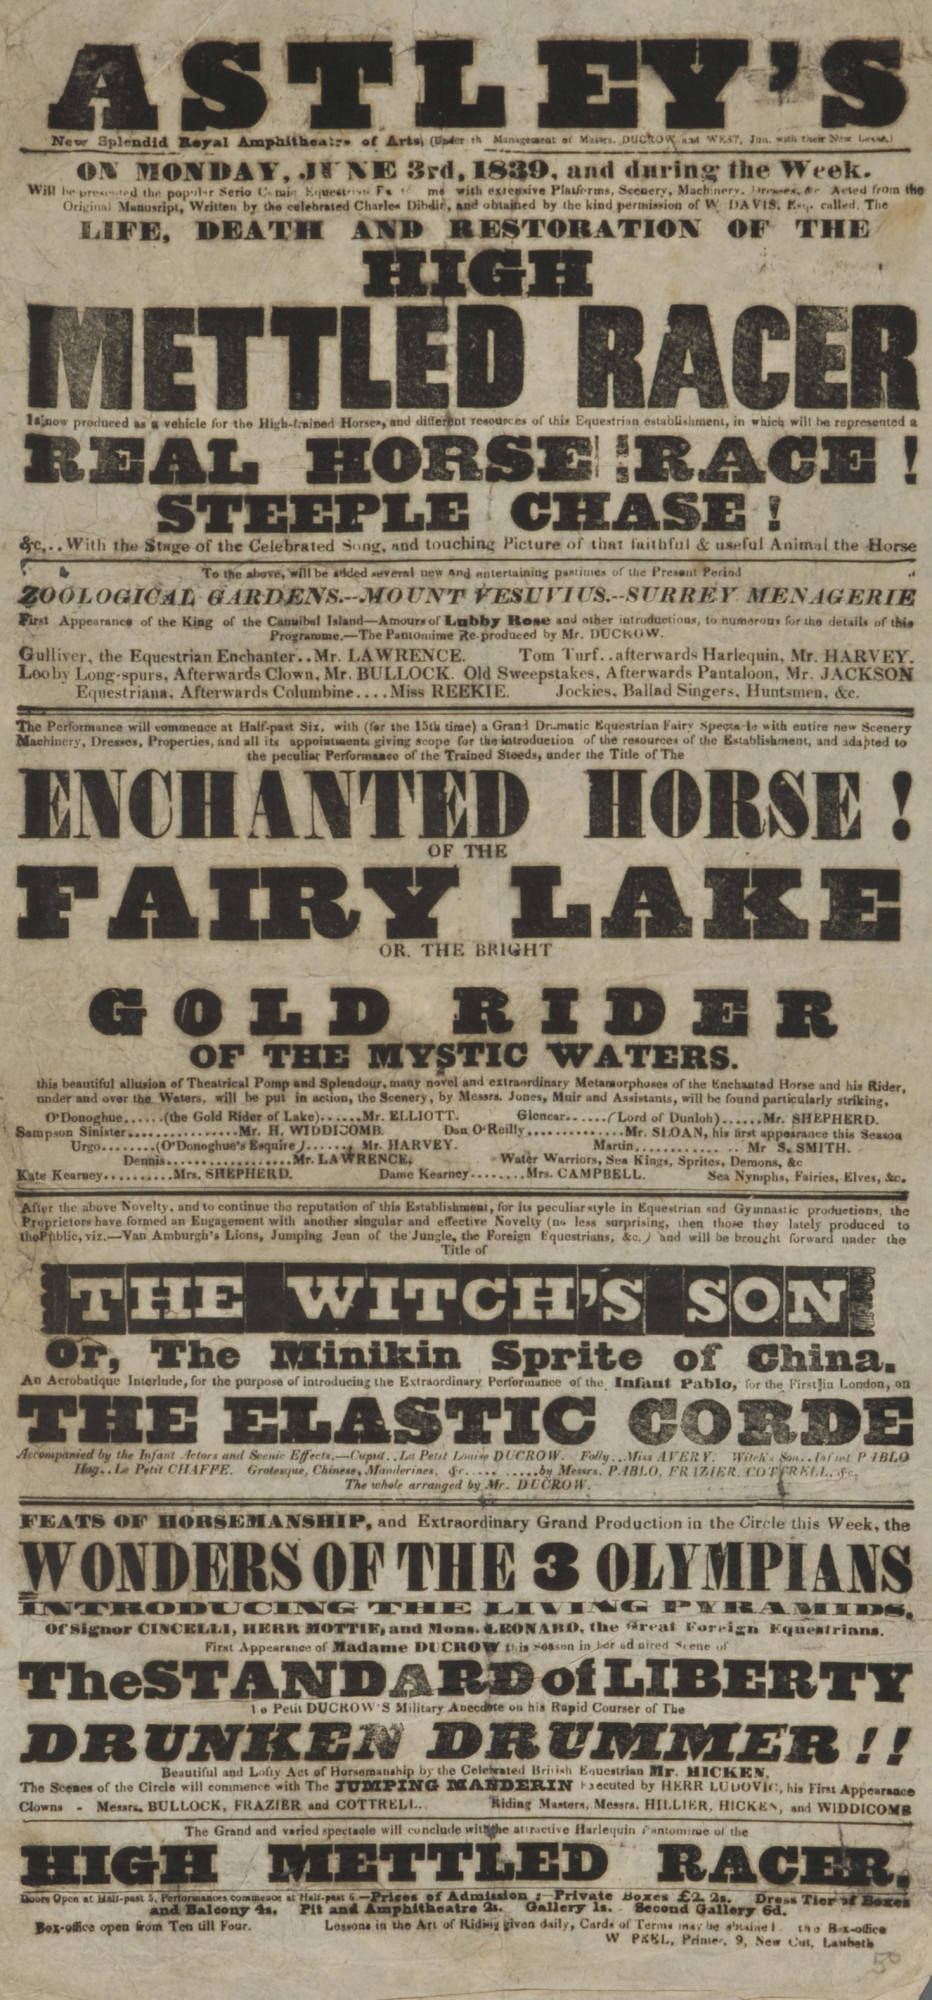 ASTLEY'S
New Splendid Royal Amphitheatre of Arts, (Under th Management of Messrs. DUCROW and WEST, Jun. with their New Lease.)
ON MONDAY, JUNE 3rd, 1839, and during the Week.
Will be presented the popular Serio Comic Equestrian me with extensive Platforms, Scenery, Machinery, Dresses, &c Acted from the
Original Manuscript, Written by the celebrated Charles Dibdin, and obtained by the kind permission of W DAVIS, Esq. called, The
LIFE, DEATH AND RESTORATION OF THE
HIGH
METTLED RACER
Is now produced as a vehicle for the High-trained Horses, and different resources of this Equestrian establishment, in which will be represented a
REAL HORSE RACE !
STEEPLE CHASE !
&c,..With the Stage of the Celebrated Song, and touching Picture of that faithful & useful Animal the Horse
To the above, will be added several new and entertaining pastimes of the Present Period
ZOOLOGICAL GARDENS.--MOUNT VESUVIUS.--SURREY MENAGERIE
First Appearance of the King of the Cannibal Island—Amours of Lubby Rose and other introductions, to numerous for the details of this
Programme.—The Pantomime Re-produced by Mr. DUCROW.
Gulliver, the Equestrian Enchanter..Mr. LAWRENCE. Tom Turf..afterwards Harlequin, Mr. HARVEY.
Looby Long-spurs, Afterwards Clown, Mr. BULLOCK. Old Sweepstakes, Afterwards Pantaloon, Mr. JACKSON
Equestriana, Afterwards Columbine....Miss REEKIE. Jockies, Ballad Singers, Huntsmen, &c.
The Performance will commence at Half-past Six, with (for the 15th time) a Grand Dramatic Equestrian Fairy Spectacle with entire new Scenery
Machinery, Dresses, Properties, and all its appointments giving scope for the introduction of the resources of the Establishment, and adapted to
the peculiar Performance of the Trained Steeds, under the Title of The
ENCHANTED HORSE !
OF THE
FAIRY LAKE
OR, THE BRIGHT
GOLD RIDER
OF THE MYSTIC WATERS.
this beautiful allusion of Theatrical Pomp and Splendour, many novel and extraordinary Metamorphoses of the Enchanted Horse and his Rider,
under and over the Waters, will be put in action, the Scenery, by Messrs. Jones, Muir and Assistants, will be found particularly striking,
O'Donoghue......(the Gold Rider of Lake)......Mr. ELLIOTT. Glencar......(Lord of Dunloh)......Mr. SHEPHERD.
Sampson Sinister...............Mr. H. WIDDICOMB. Dan O'Reilly.............Mr. SLOAN, his first appearance this Season
Urgo........(O'Donoghue's Esquire)......Mr. HARVEY. Martin..............Mr S. SMITH.
Dennis.................Mr. LAWRENCE, Water Warriors, Sea Kings, Sprites, Demons, &c
Kate Kearney..........Mrs. SHEPHERD. Dame Kearney........Mrs. CAMPBELL. Sea Nymphs, Fairies, Elves, &c.
After the above Novelty, and to continue the reputation of this Establishment, for its peculiar style in Equestrian and Gymnastic productions, the
Proprietors have formed an Engagement with another singular and effective Novelty (no less surprising, then those they lately produced to
the Public, viz.—Van Amburgh's Lions, Jumping Jean of the Jungle, the Foreign Equestrians, &c.) and will be brought forward under the
Title of
THE WITCH'S SON
Or, The Minikin Sprite of China.
An Acrobatique Interlude, for the purpose of introducing the Extraordinary Performance of the Infant Pablo, for the First in London, on
THE ELASTIC CORDE
Accompanied by the Infant Actors and Scenic Effects.—Cupid..La Petit Louise DUCROW. Folly..Miss AVERY. Witch's Son..Infant PABLO
Hag..Le Petit CHAFFE. Grotesque, Chinese, Manderines, &c..........by Messrs. PABLO, FRAZIER, COTTRELL, &c,
The whole arranged by Mr. DUCROW.
FEATS OF HORSEMANSHIP, and Extraordinary Grand Production in the Circle this Week, the
WONDERS OF THE 3 OLYMPIANS
INTRODUCING THE LIVING PYRAMIDS,
Of Signor CINCELLI, HERR MOTTIE, and Mons. LEONARD, the Great Foreign Equestrians.
First Appearance of Madame DUCROW this season in her admired Scene of
The STANDARD of LIBERTY
Le Petit DUCROW'S Military Anecdote on his Rapid Courser of The
DRUNKEN DRUMMER ! !
Beautiful and Lofty Act of Horsemanship by the Celebrated British Equestrian Mr. HICKEN.
The Scenes of the Circle will commence with The JUMPING MANDERIN Executed by HERR LUDOVIC, his First Appearance
Clowns - Messrs. BULLOCK, FRAZIER and COTTRELL. Riding Masters, Messrs. HILLIER, HICKEN, and WIDDICOMB
The Grand and varied spectacle will conclude with the attractive Harlequin Pantomime of the
HIGH METTLED RACER.
Doors Open at Half-past 5, Performances commence at Half-past 6—Prices of Admission ; Private Boxes £2 2s. Dress Tier of Boxes
and Balcony 4s. Pit and Amphitheatre 2s. Gallery 1s. Second Gallery 6d.
Box-office open from Ten till Four. Lessons in the Art of Riding given daily, Cards of Terms may be obtained the Box-office
W PEEL, Printer, 9, New Cut, Lambeth
50